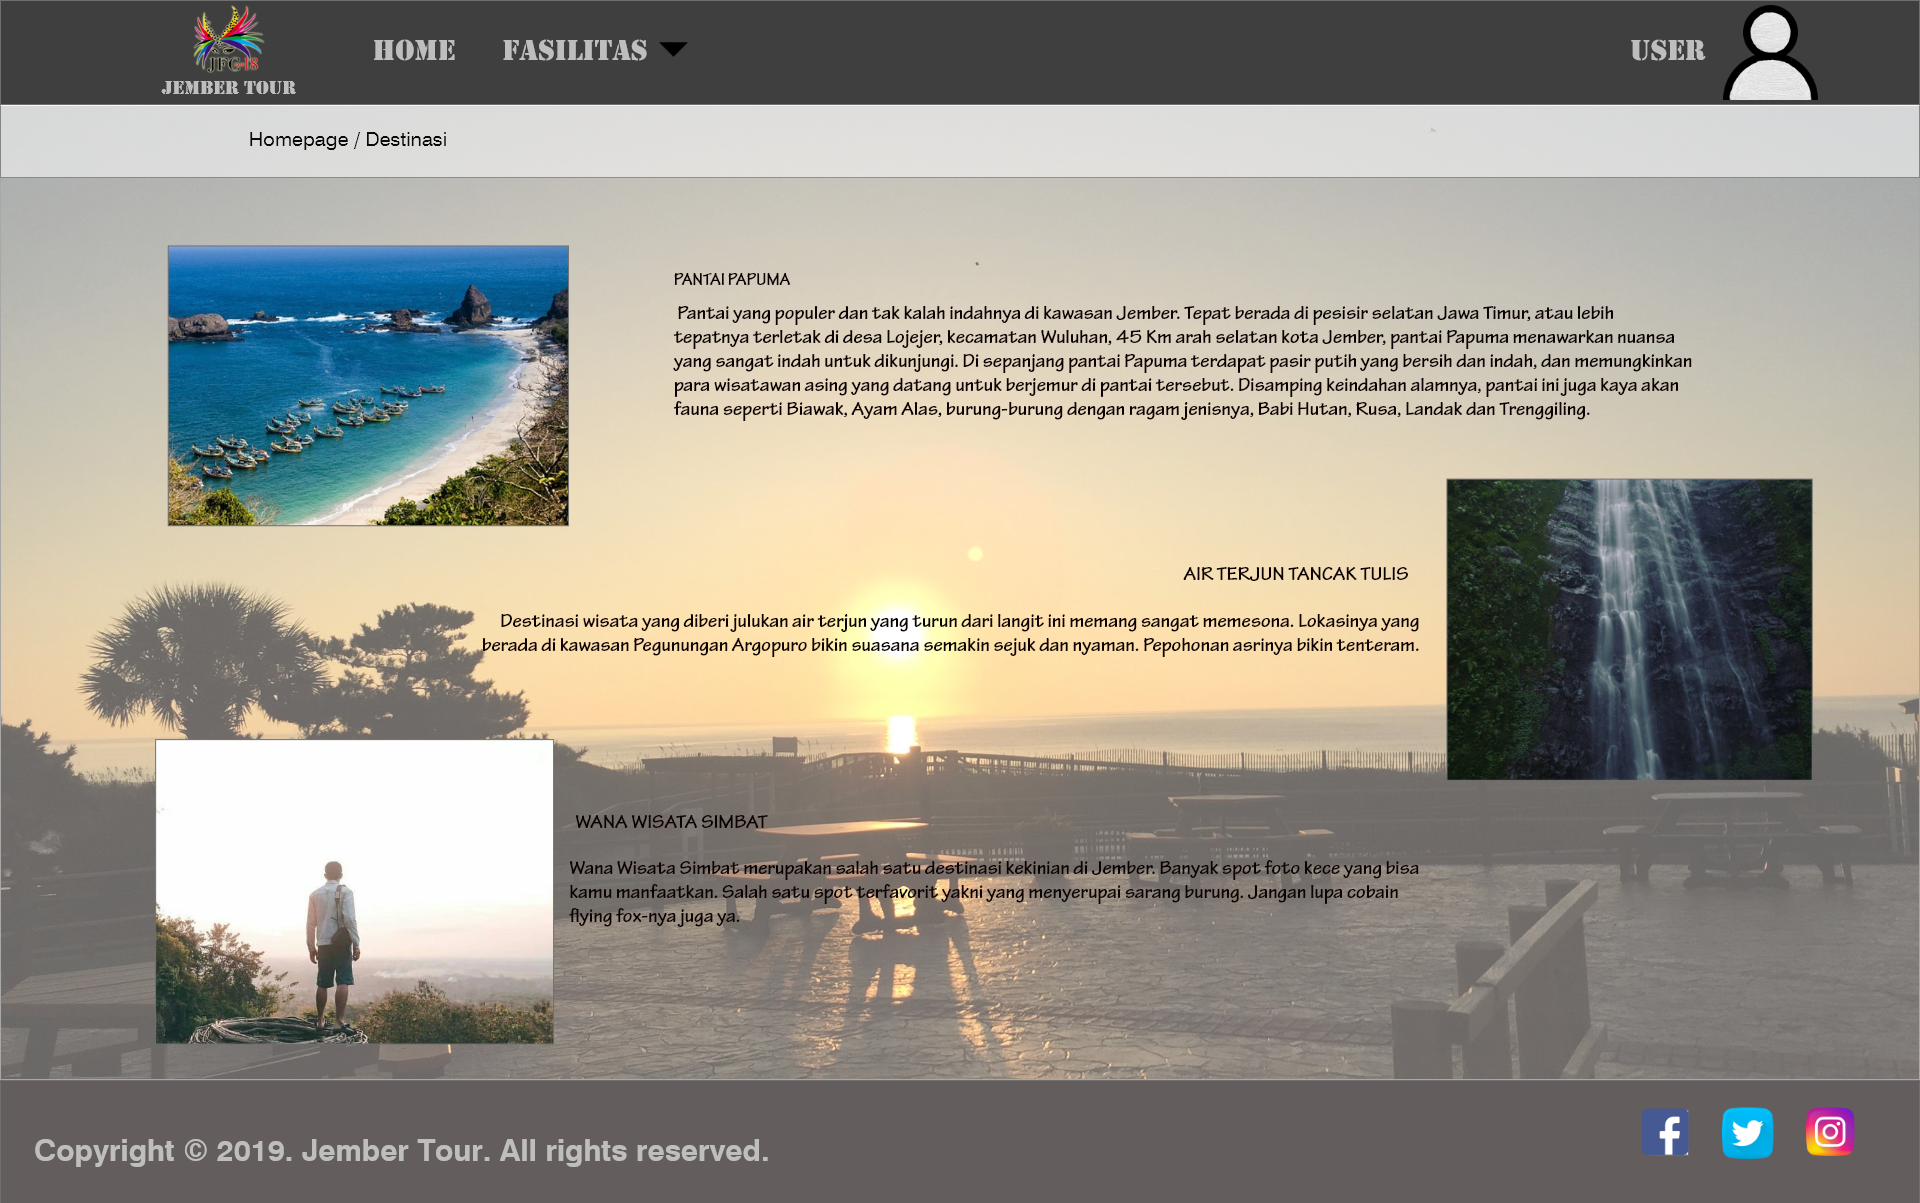 JFC-18
JEMBER TOUR
HOME
FASILITAS
USER
Homepage / Destinasi
PANTAI PAPUMA
Pantai yang populer dan tak kalah indahnya di kawasan Jember. Tepat berada di pesisir selatan Jawa Timur, atau lebih
tepatnya terletak di desa Lojejer, kecamatan Wuluhan, 45 Km arah selatan kota Jember, pantai Papuma menawarkan nuansa
yang sangat indah untuk dikunjungi. Di sepanjang pantai Papuma terdapat pasir putih yang bersih dan indah, dan memungkinkan
para wisatawan asing yang datang untuk berjemur di pantai tersebut. Disamping keindahan alamnya, pantai ini juga kaya akan
fauna seperti Biawak, Ayam Alas, burung-burung dengan ragam jenisnya, Babi Hutan, Rusa, Landak dan Trenggiling.
AIR TERJUN TANCAK TULIS
Destinasi wisata yang diberi julukan air terjun yang turun dari langit ini memang sangat memesona. Lokasinya yang
berada di kawasan Pegunungan Argopuro bikin suasana semakin sejuk dan nyaman. Pepohonan asrinya bikin tenteram.
WANA WISATA SIMBAT
Wana Wisata Simbat merupakan salah satu destinasi kekinian di Jember. Banyak spot foto kece yang bisa
kamu manfaatkan. Salah satu spot terfavorit yakni yang menyerupai sarang burung. Jangan lupa cobain
flying fox-nya juga ya.
Copyright © 2019. Jember Tour. All rights reserved.